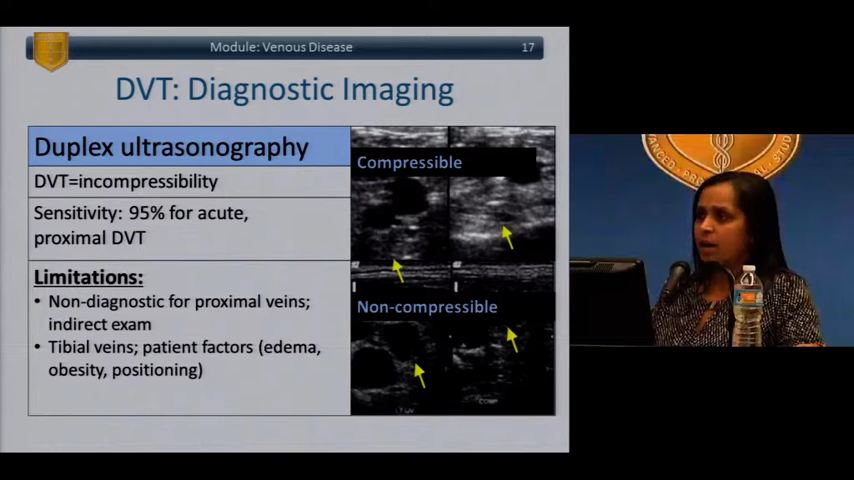 Module: Venous Disease
17
DVT: Diagnostic Imaging
Duplex ultrasonography
DVT=incompressibility
Sensitivity: 95% for acute,
proximal DVT
Limitations:
• Non-diagnostic for proximal veins;
indirect exam
• Tibial veins; patient factors (edema,
obesity, positioning)
Compressible
Non-compressible
COMP